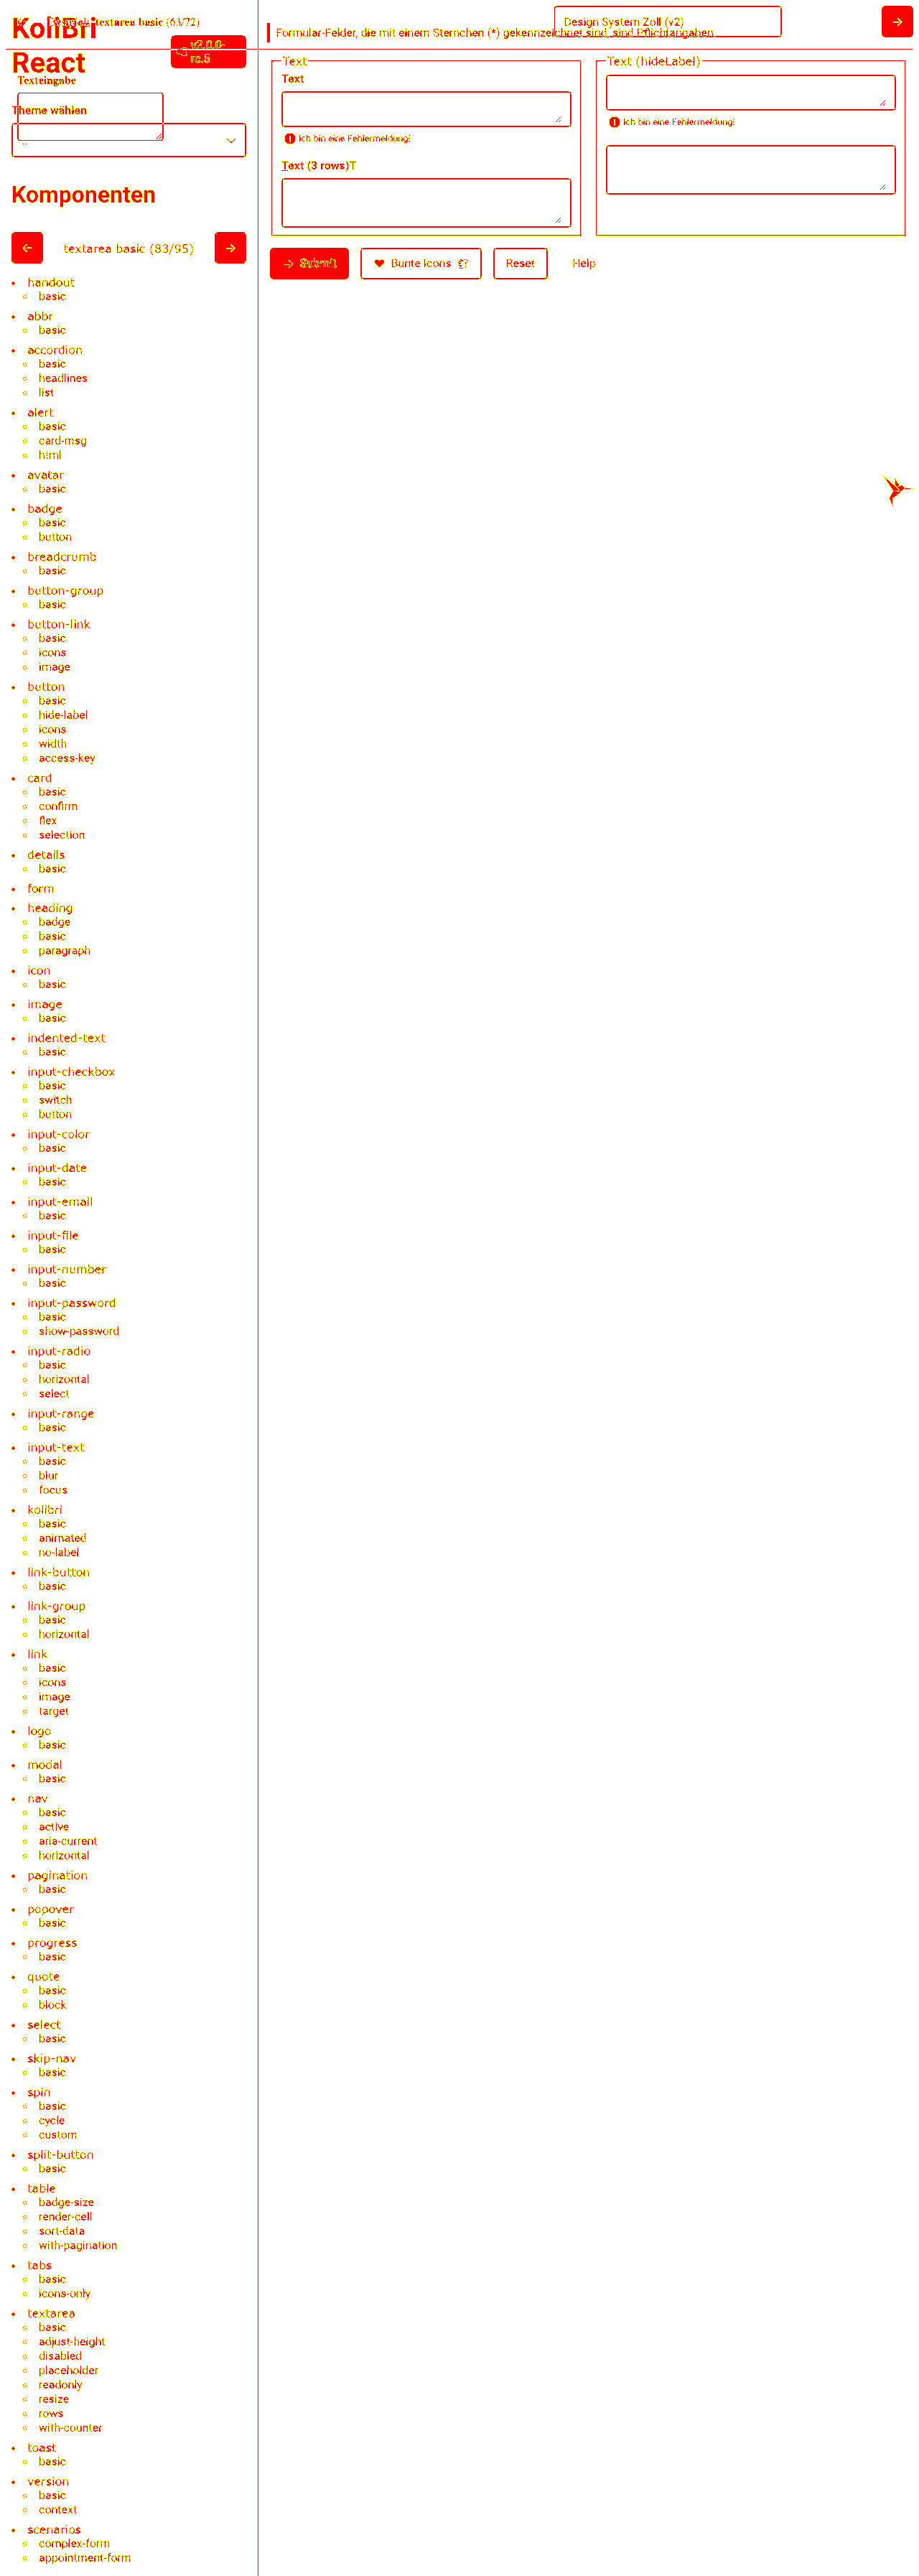 KoliBri
textarea basic (63/72)
React
v2.0.0-
rc.5
Texteingabe
Theme wählen
Komponenten
textarea basic (83/95)
handout
basic
abbr
basic
accordion
basic
headlines
list
alert
basic
card-msg
html
avatar
basic
badge
basic
button
breadcrumb
basic
button-group
basic
button-link
basic
icons
image
button
basic
hide-label
icons
width
access-key
card
basic
confirm
flex
selection
details
basic
form
heading
badge
basic
paragraph
icon
basic
image
basic
indented-text
basic
input-checkbox
basic
switch
button
input-color
basic
input-date
basic
input-email
basic
input-file
basic
input-number
basic
input-password
basic
show-password
input-radio
basic
horizontal
select
input-range
basic
input-text
basic
blur
focus
kolibri
basic
animated
no-label
link-button
basic
link-group
basic
horizontal
link
basic
icons
image
target
logo
basic
modal
basic
nav
basic
active
aria-current
horizontal
pagination
basic
popover
basic
progress
basic
quote
basic
block
select
basic
skip-nav
basic
spin
basic
cycle
custom
split-button
basic
table
badge-size
render-cell
sort-data
with-pagination
tabs
basic
icons-only
textarea
basic
adjust-height
disabled
placeholder
readonly
resize
rows
with-counter
toast
basic
version
basic
context
scenarios
complex-form
appointment-form
Design System Zoll (v2)
Formular-Felder, die mit einem Sternchen (*) gekennzeichnet sind, sind Pflichtangaben.
Text
Text
Ich bin eine Fehlermeldung!
Text (3 rows)T
Text (hideLabel)
Ich bin eine Fehlermeldung!
Submit
Bunte Icons
Reset
Help